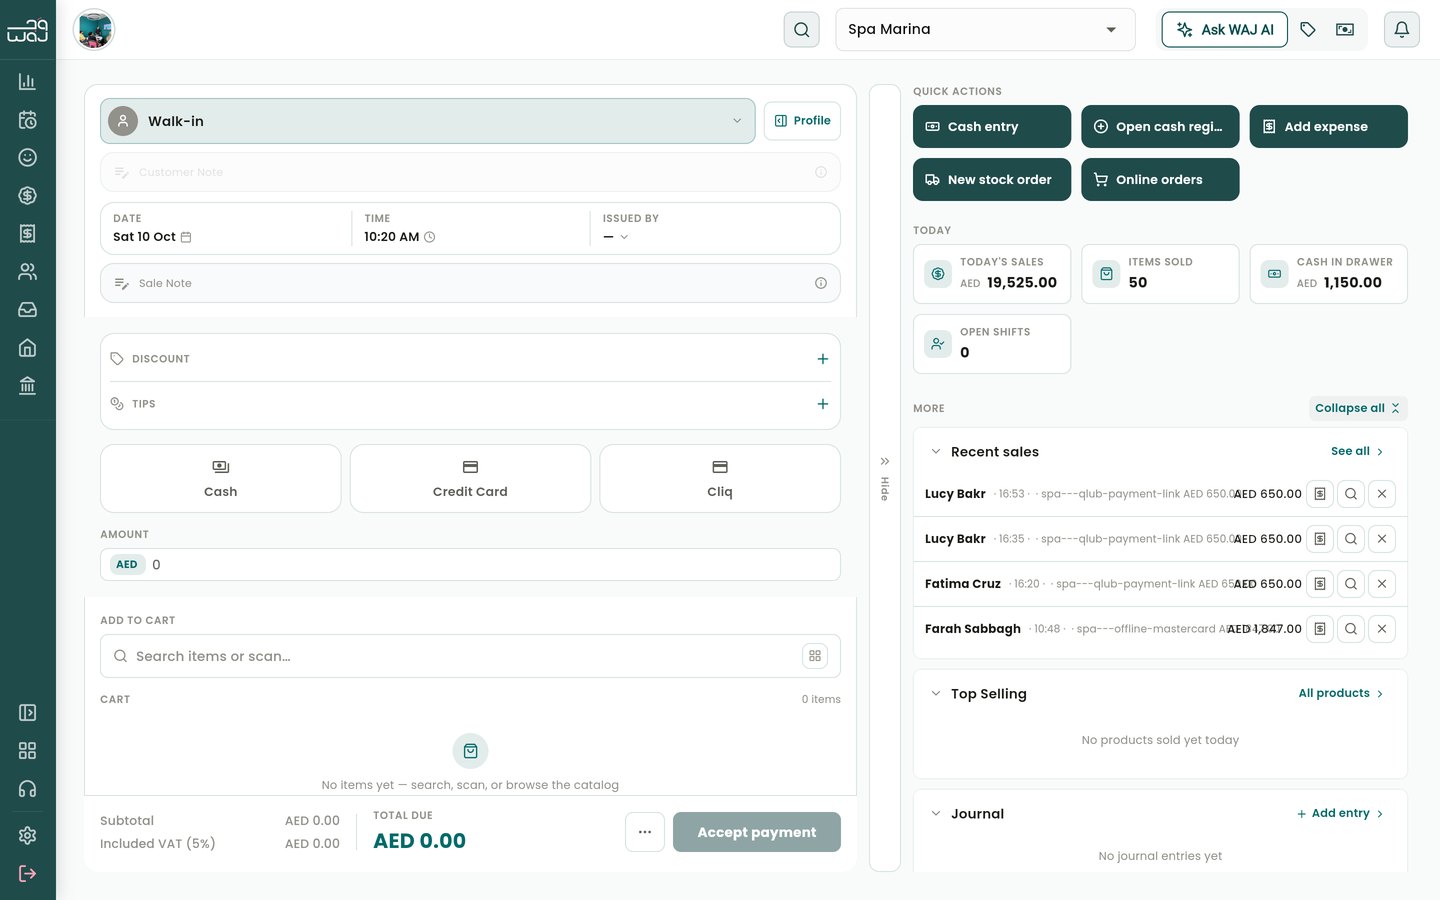 waj
Spa Marina
Ask WAJ AI
Walk-in
Profile
Customer Note
DATE
Sat 10 Oct
TIME
10:20 AM
ISSUED BY
—
Sale Note
DISCOUNT
TIPS
Cash
Credit Card
Cliq
AMOUNT
AED 0
ADD TO CART
Search items or scan...
CART
0 items
No items yet — search, scan, or browse the catalog
Subtotal AED 0.00
Included VAT (5%) AED 0.00
TOTAL DUE
AED 0.00
Accept payment
Hide
QUICK ACTIONS
Cash entry
Open cash regi...
Add expense
New stock order
Online orders
TODAY
TODAY'S SALES
AED 19,525.00
ITEMS SOLD
50
CASH IN DRAWER
AED 1,150.00
OPEN SHIFTS
0
MORE
Collapse all
Recent sales
See all
Lucy Bakr · 16:53 · · spa---qlub-payment-link AED 650.00 AED 650.00
Lucy Bakr · 16:35 · · spa---qlub-payment-link AED 650.00 AED 650.00
Fatima Cruz · 16:20 · · spa---qlub-payment-link AED 650.00 AED 650.00
Farah Sabbagh · 10:48 · · spa---offline-mastercard AED 1,847.00
Top Selling
All products
No products sold yet today
Journal
+ Add entry
No journal entries yet